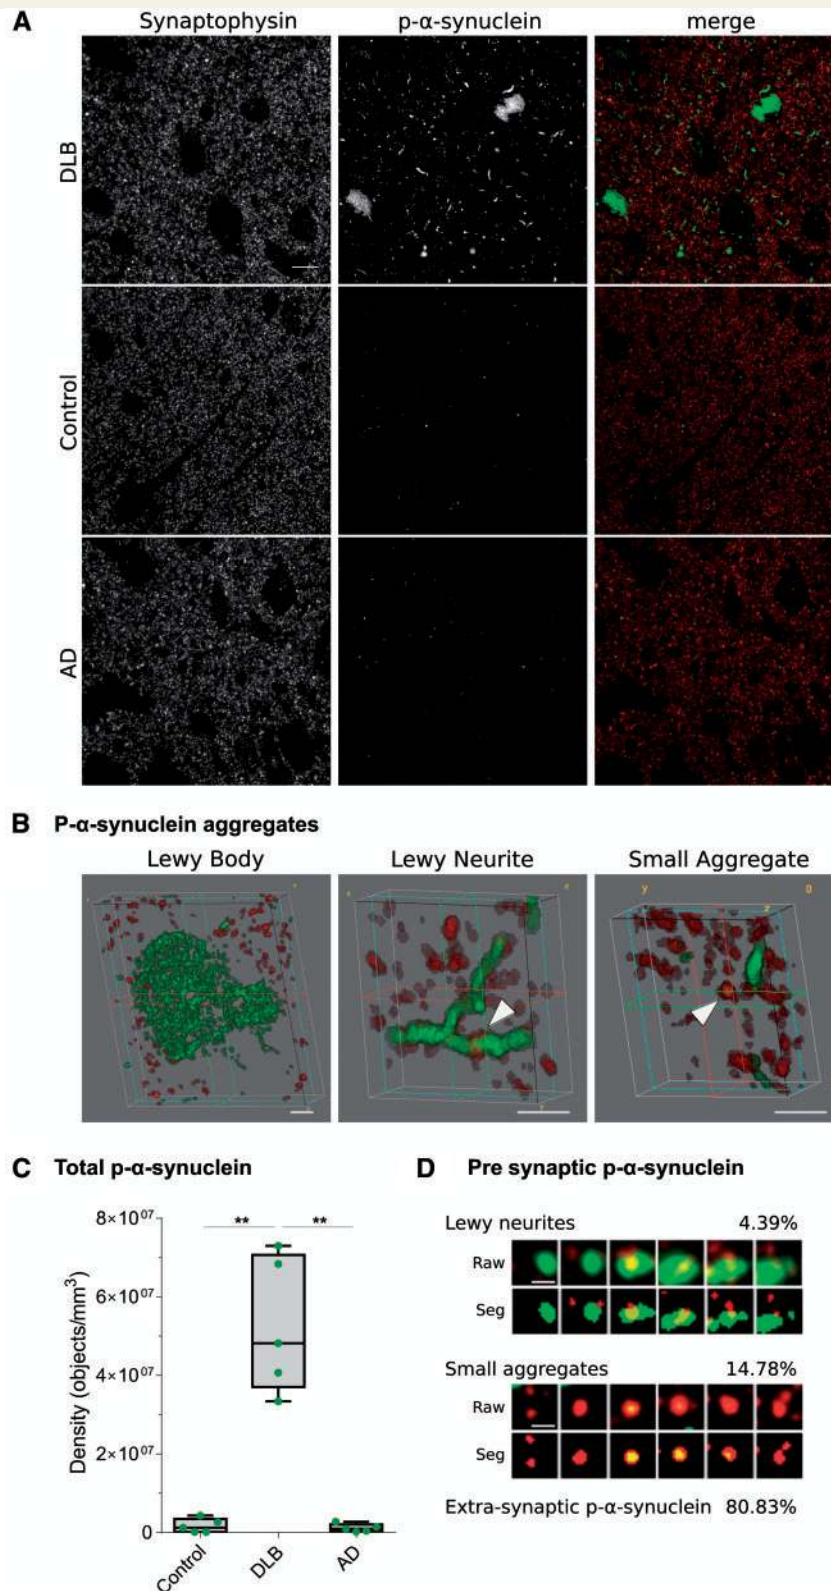 A
Synaptophysin p-α-synuclein merge
DLB
Control
AD
B P-α-synuclein aggregates
Lewy Body Lewy Neurite Small Aggregate
y 0
z
C Total p-α-synuclein
Density (objects/mm³)
8×10⁰⁷
6×10⁰⁷
4×10⁰⁷
2×10⁰⁷
0
** **
Control DLB AD
D Pre synaptic p-α-synuclein
Lewy neurites 4.39%
Raw
Seg
Small aggregates 14.78%
Raw
Seg
Extra-synaptic p-α-synuclein 80.83%